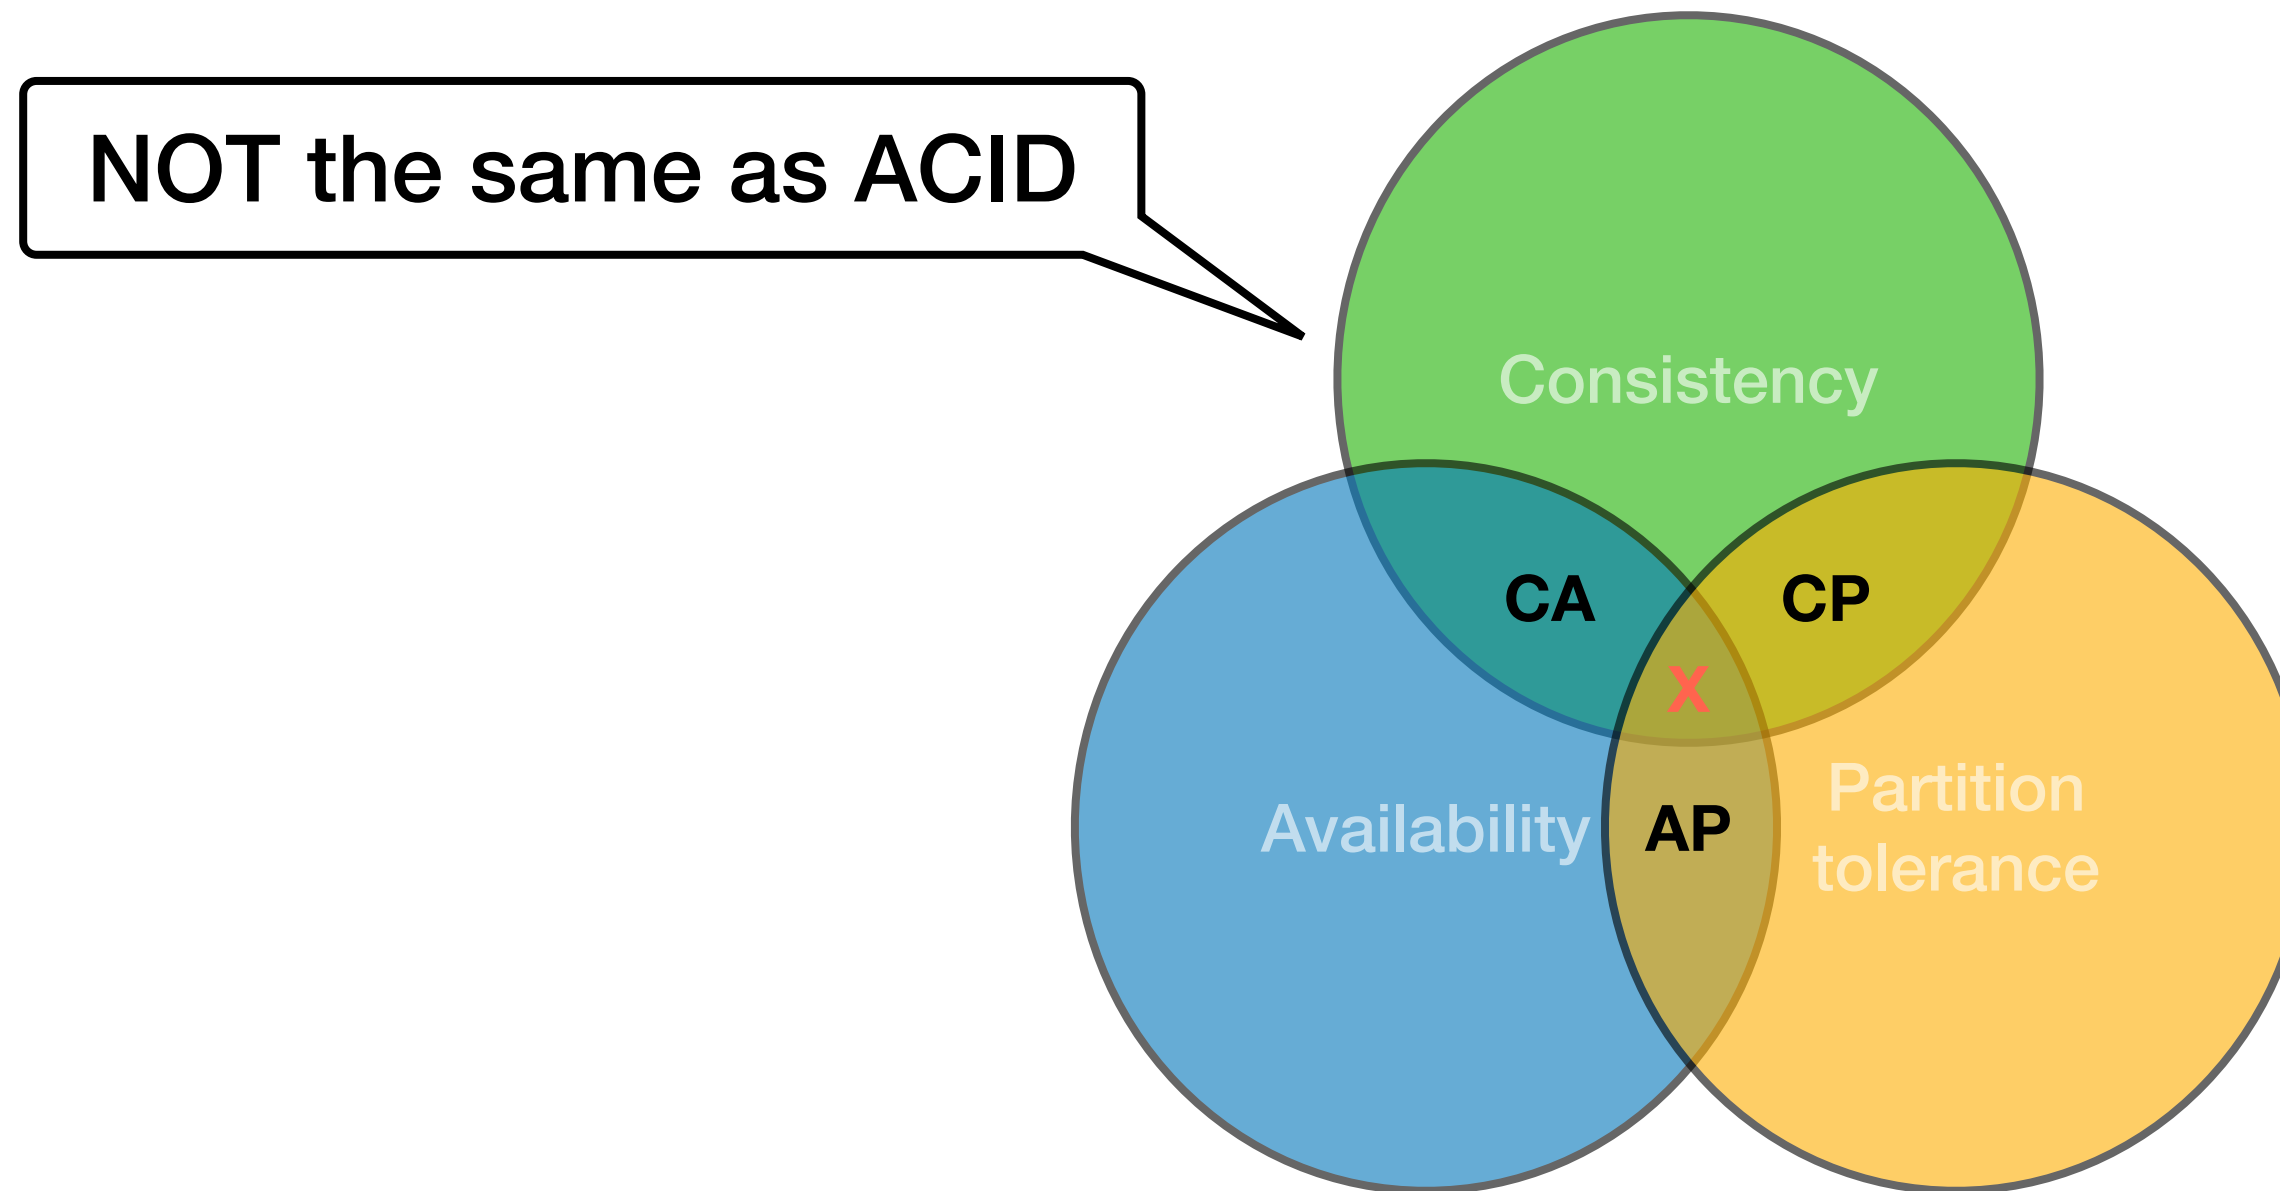 NOT the same as ACID
Consistency
CA
CP
X
Availability
AP
Partition
tolerance